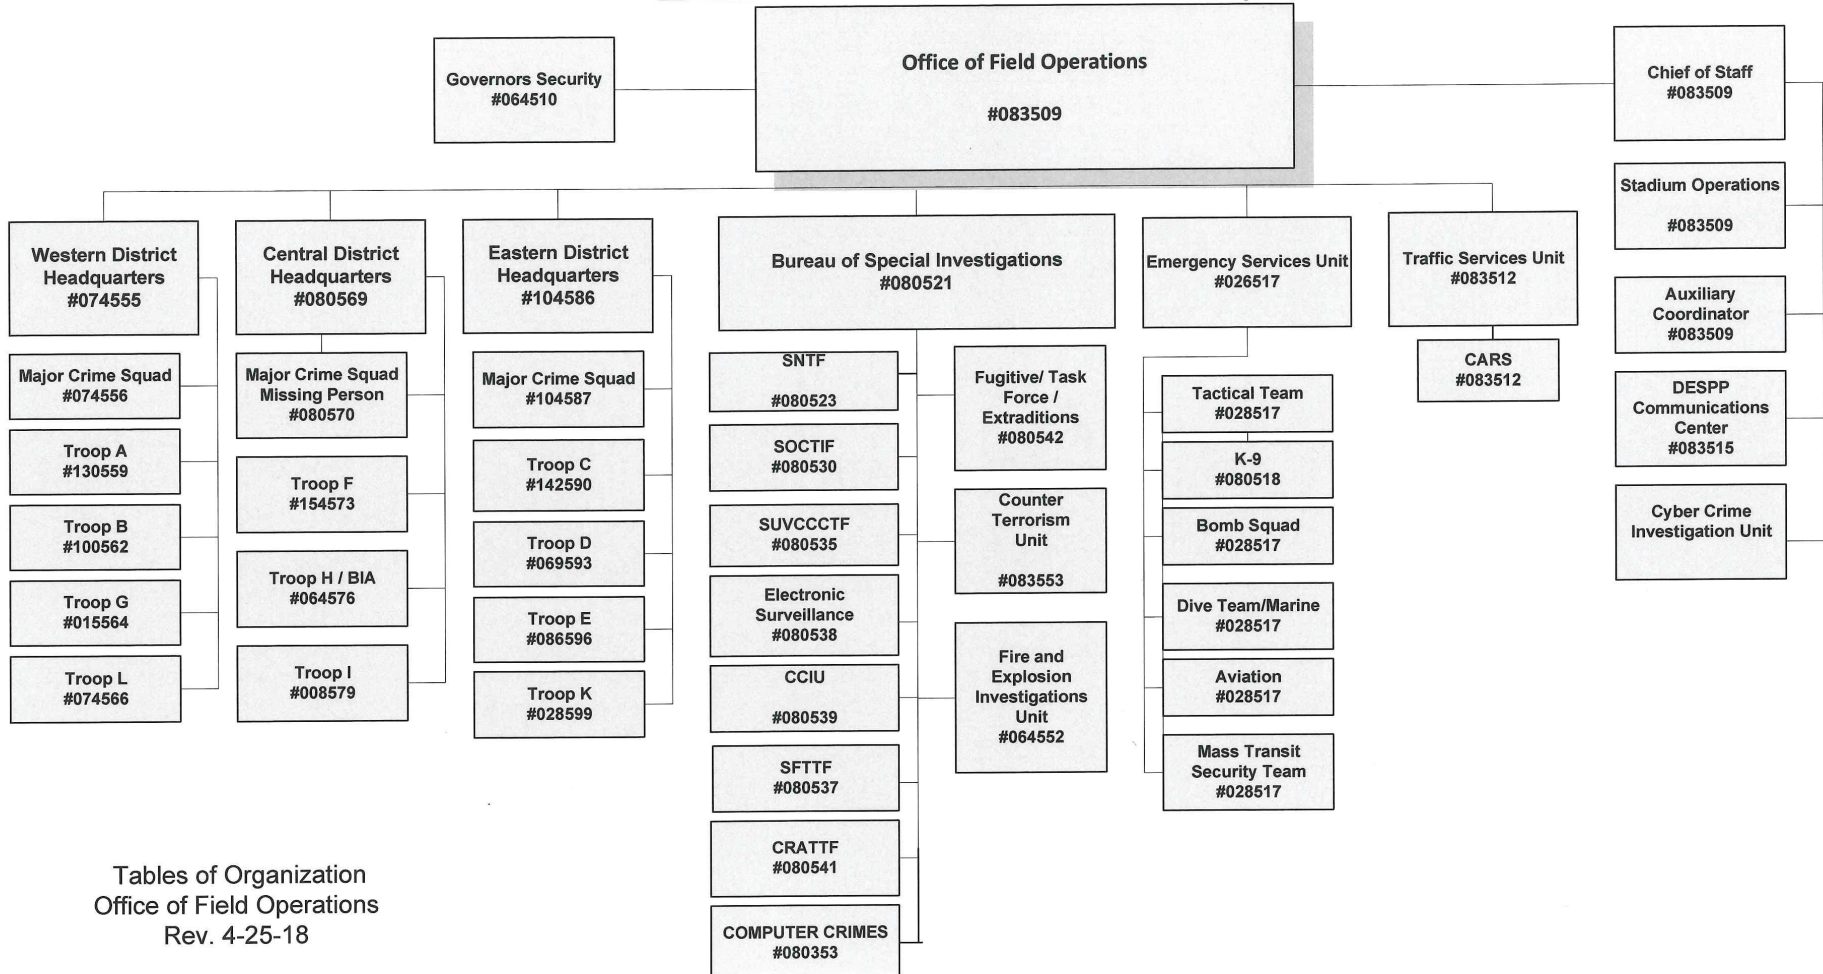 Office of Field Operations
#083509
Governors Security
#064510
Chief of Staff
#083509
Stadium Operations
#083509
Auxiliary
Coordinator
#083509
DESPP
Communications
Center
#083515
Cyber Crime
Investigation Unit
Western District
Headquarters
#074555
Major Crime Squad
#074556
Troop A
#130559
Troop B
#100562
Troop G
#015564
Troop L
#074566
Central District
Headquarters
#080569
Major Crime Squad
Missing Person
#080570
Troop F
#154573
Troop H / BIA
#064576
Troop I
#008579
Eastern District
Headquarters
#104586
Major Crime Squad
#104587
Troop C
#142590
Troop D
#069593
Troop E
#086596
Troop K
#028599
Bureau of Special Investigations
#080521
SNTF
#080523
SOCTIF
#080530
SUVCCCTF
#080535
Electronic
Surveillance
#080538
CCIU
#080539
SFTTF
#080537
CRATTF
#080541
COMPUTER CRIMES
#080353
Fugitive/ Task
Force /
Extraditions
#080542
Counter
Terrorism
Unit
#083553
Fire and
Explosion
Investigations
Unit
#064552
Emergency Services Unit
#026517
Tactical Team
#028517
K-9
#080518
Bomb Squad
#028517
Dive Team/Marine
#028517
Aviation
#028517
Mass Transit
Security Team
#028517
Traffic Services Unit
#083512
CARS
#083512
Tables of Organization
Office of Field Operations
Rev. 4-25-18